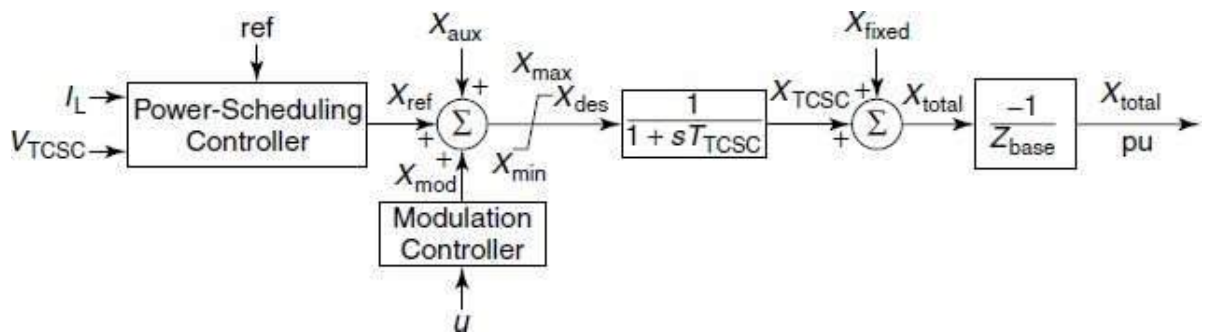 ref
X_aux
X_fixed
I_L
V_TCSC
Power-Scheduling
Controller
X_ref
+
+
+
Σ
X_max
X_des
X_min
1
1 + sT_TCSC
X_TCSC
+
+
Σ
X_total
-1
Z_base
X_total
pu
X_mod
Modulation
Controller
u